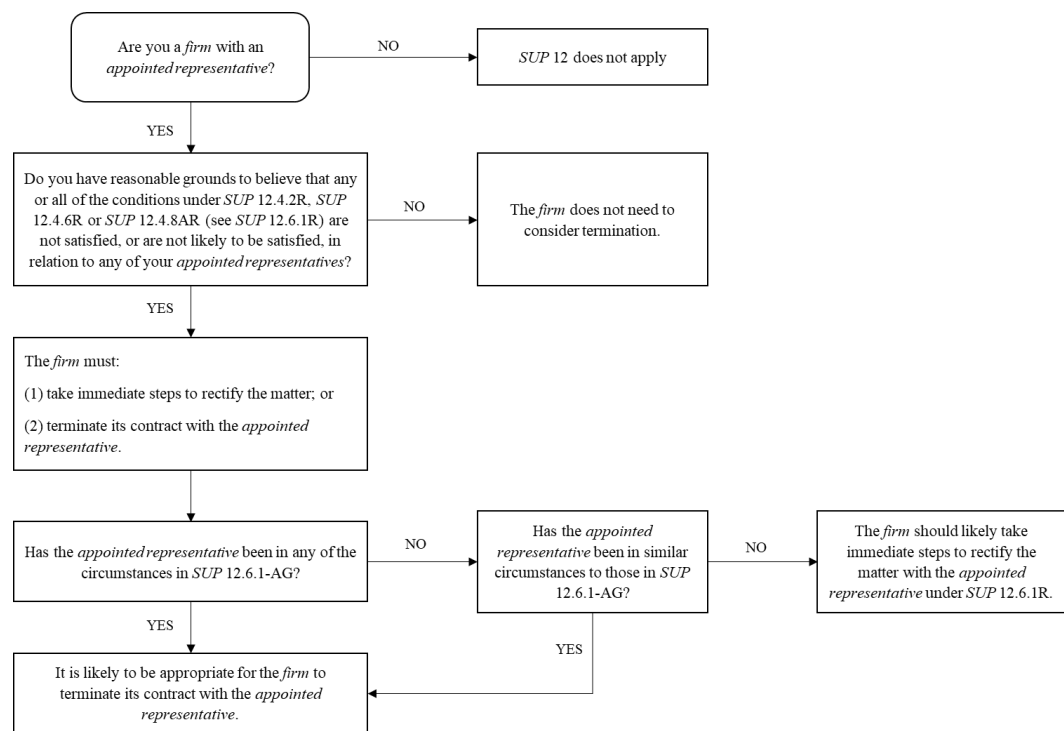 Are you a firm with an
appointed representative?
NO
SUP 12 does not apply
YES
Do you have reasonable grounds to believe that any
or all of the conditions under SUP 12.4.2R, SUP
12.4.6R or SUP 12.4.8AR (see SUP 12.6.1R) are
not satisfied, or are not likely to be satisfied, in
relation to any of your appointed representatives?
NO
The firm does not need to
consider termination.
YES
The firm must:
(1) take immediate steps to rectify the matter; or
(2) terminate its contract with the appointed
representative.
Has the appointed representative been in any of the
circumstances in SUP 12.6.1-AG?
NO
Has the appointed
representative been in similar
circumstances to those in SUP
12.6.1-AG?
NO
The firm should likely take
immediate steps to rectify the
matter with the appointed
representative under SUP 12.6.1R.
YES
YES
It is likely to be appropriate for the firm to
terminate its contract with the appointed
representative.